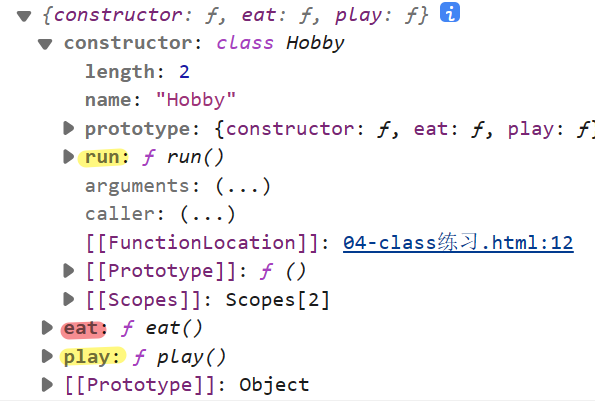 {constructor: ƒ, eat: ƒ, play: ƒ} i
constructor: class Hobby
length: 2
name: "Hobby"
prototype: {constructor: ƒ, eat: ƒ, play: ƒ}
run: ƒ run()
arguments: (...)
caller: (...)
[[FunctionLocation]]: 04-class练习.html:12
[[Prototype]]: ƒ ()
[[Scopes]]: Scopes[2]
eat: ƒ eat()
play: ƒ play()
[[Prototype]]: Object